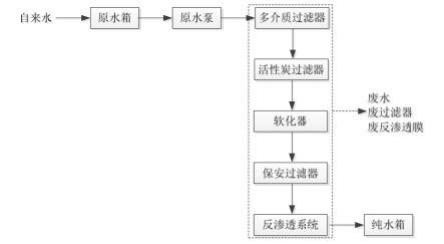 自来水
原水箱
原水泵
多介质过滤器
活性炭过滤器
软化器
废水
废过滤器
废反渗透膜
保安过滤器
反渗透系统
纯水箱